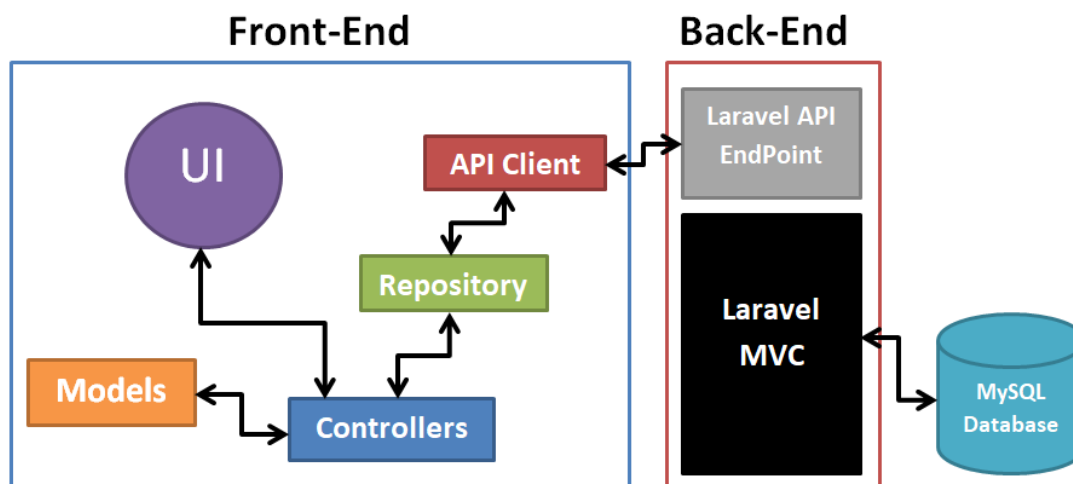 Front-End
Back-End
UI
API Client
Laravel API
EndPoint
Repository
Laravel
MVC
Models
Controllers
MySQL
Database